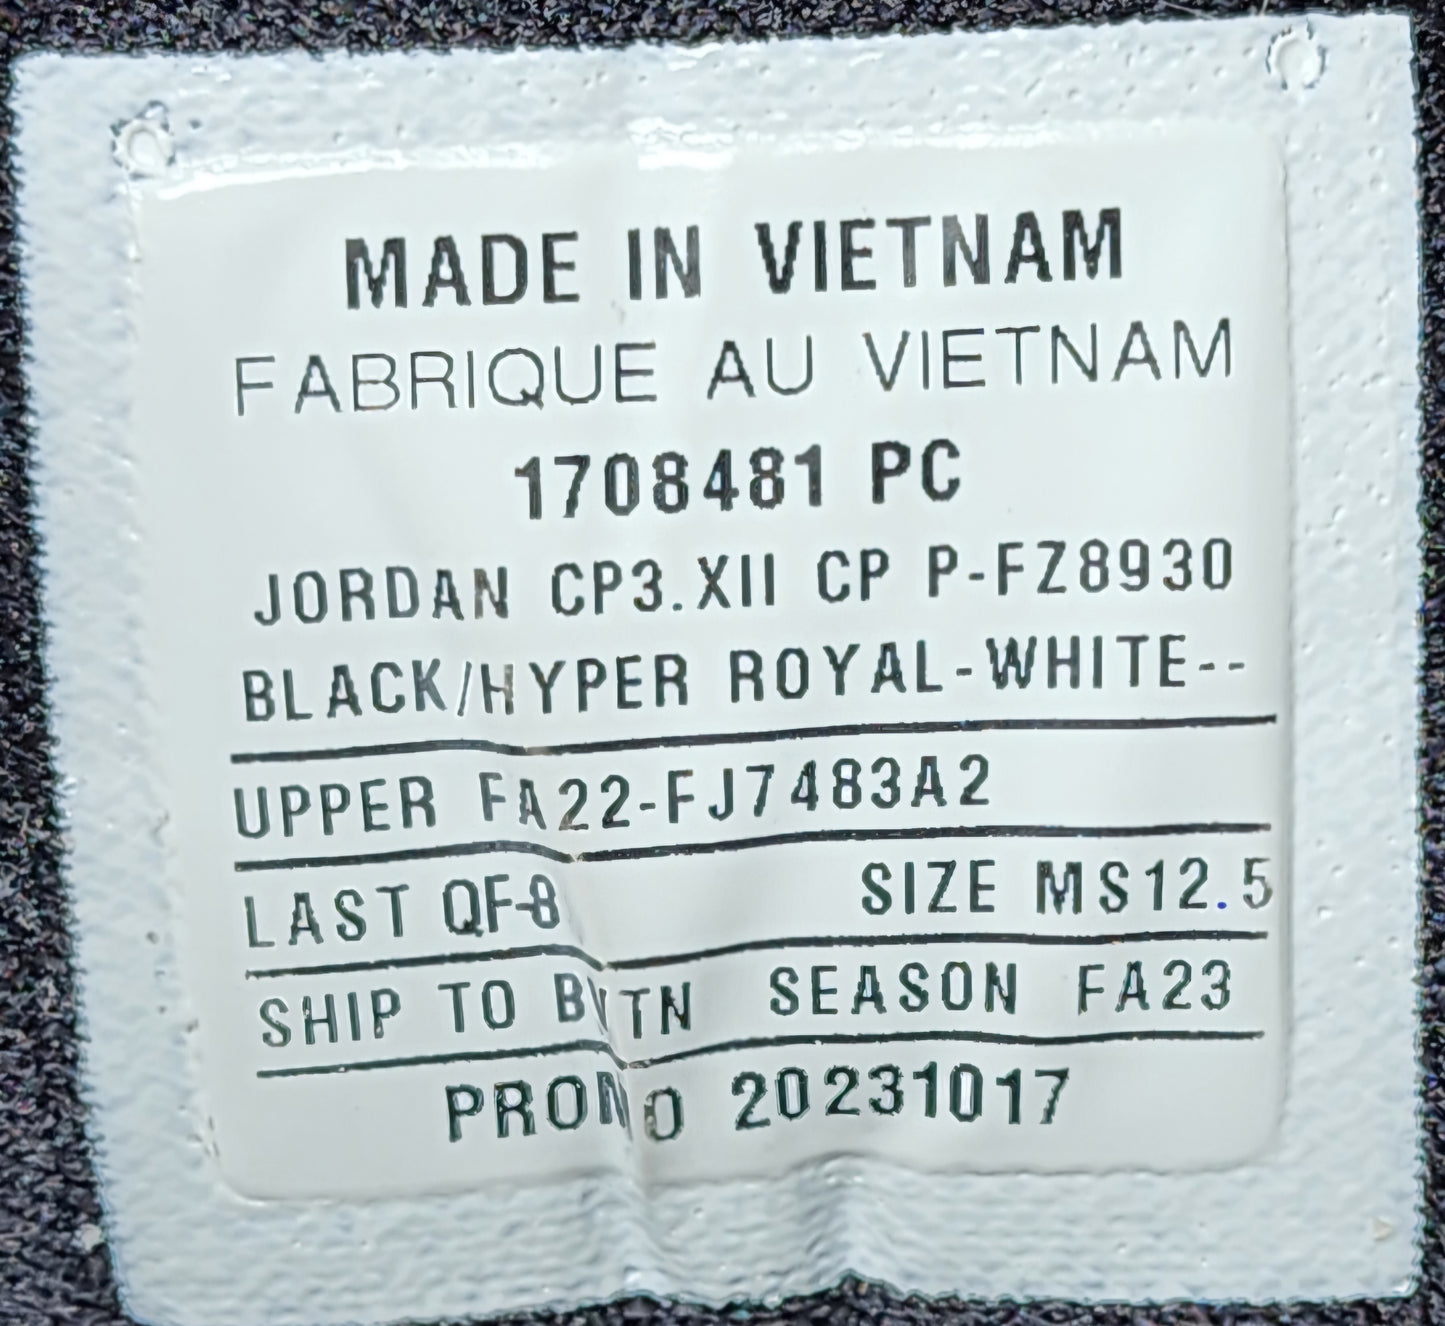 MADE IN VIETNAM
FABRIQUE AU VIETNAM
1708481 PC
JORDAN CP3.XII CP P-FZ8930
BLACK/HYPER ROYAL-WHITE--
UPPER FA22-FJ7483A2
LAST QF-8 SIZE MS12.5
SHIP TO SEASON FA23
PROMO 20231017